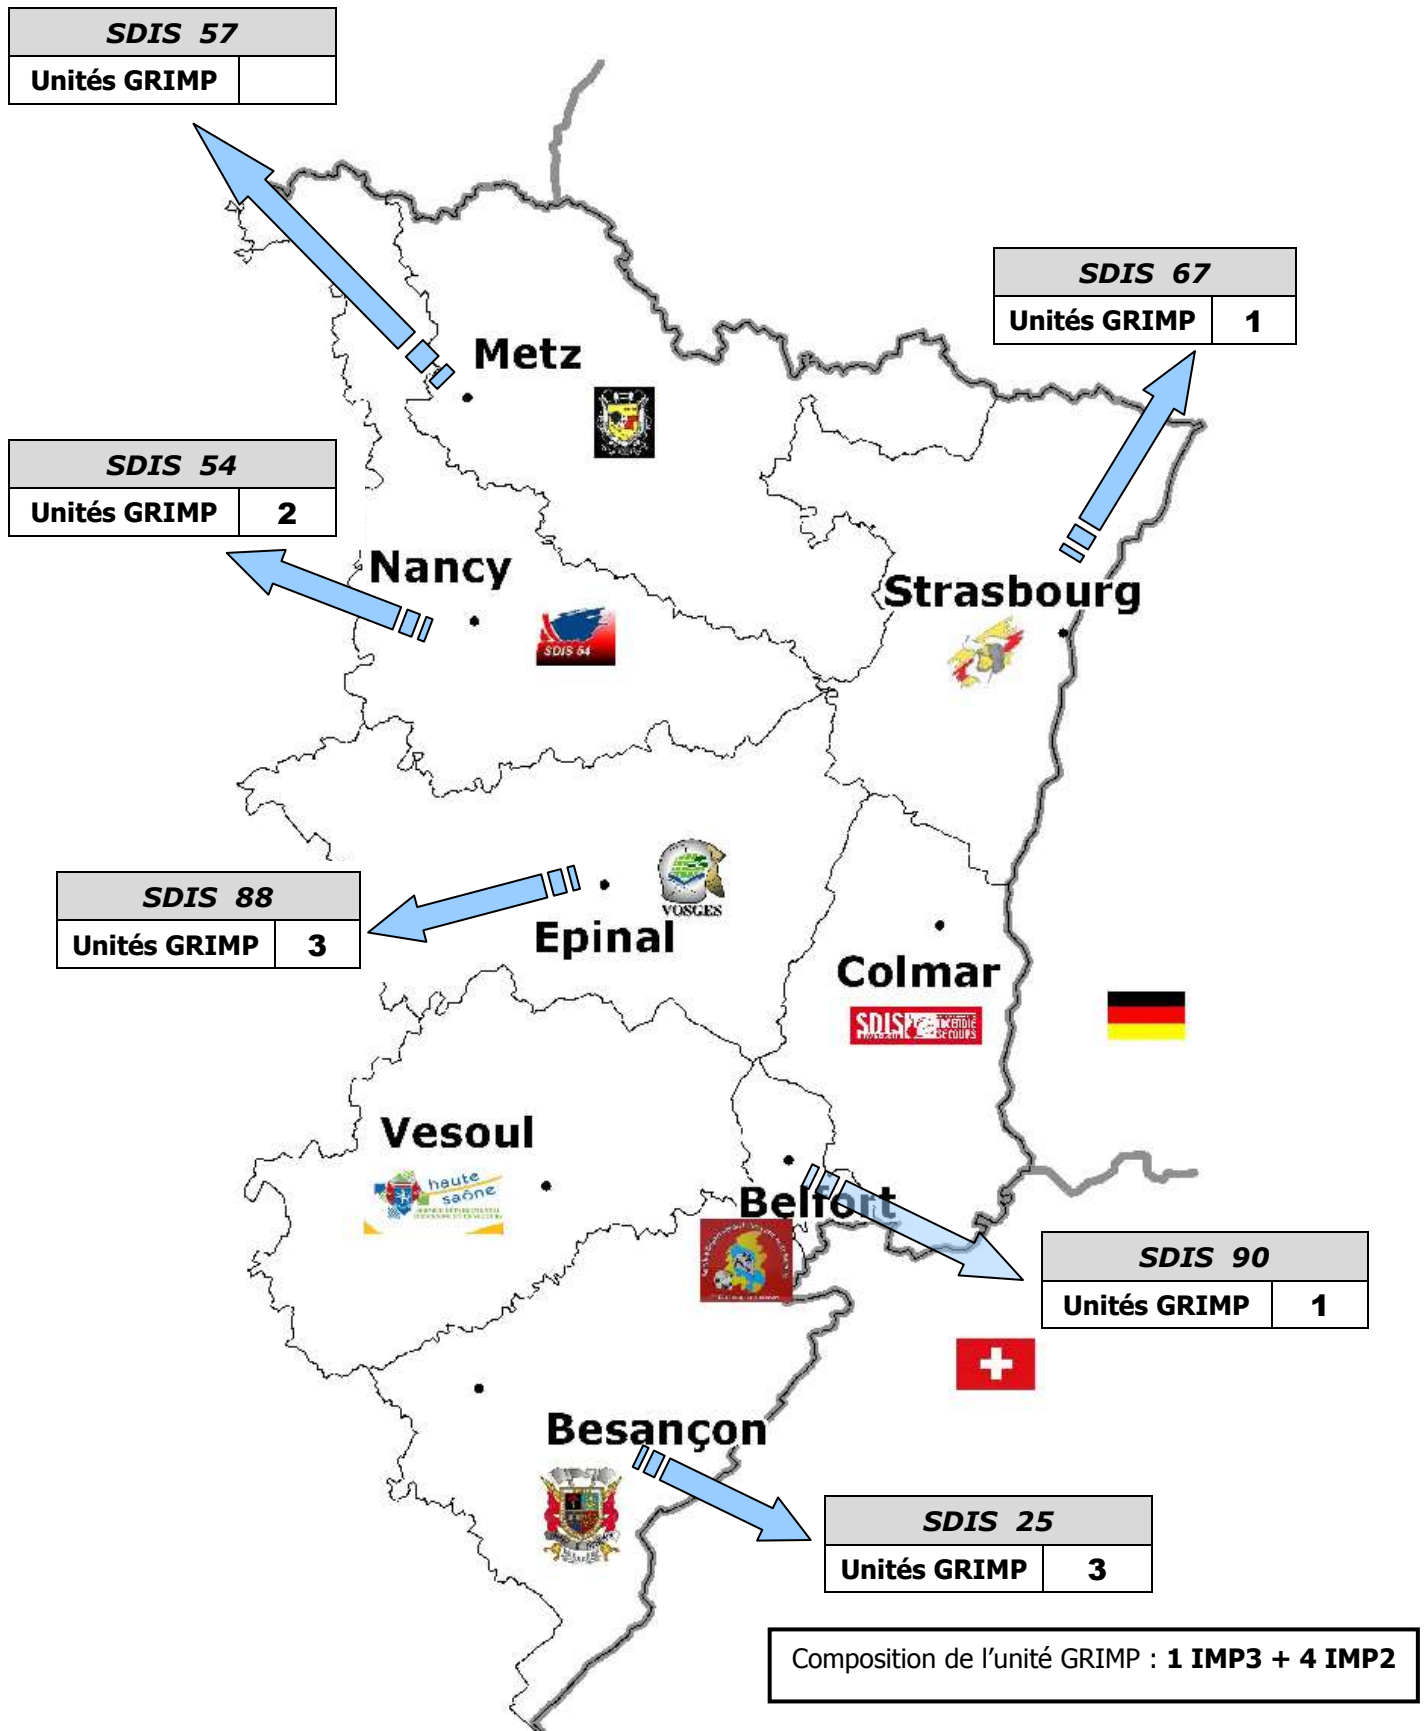 SDIS 57
Unités GRIMP
SDIS 67
Unités GRIMP 1
Metz
SDIS 54
Unités GRIMP 2
Nancy
SDIS 54
Strasbourg
SDIS 88
Unités GRIMP 3
VOSGES
Epinal
Colmar
SDIS INCENDIE
SECOURS
Vesoul
haute
saône
Belfort
SDIS 90
Unités GRIMP 1
Besançon
SDIS 25
Unités GRIMP 3
Composition de l’unité GRIMP : 1 IMP3 + 4 IMP2